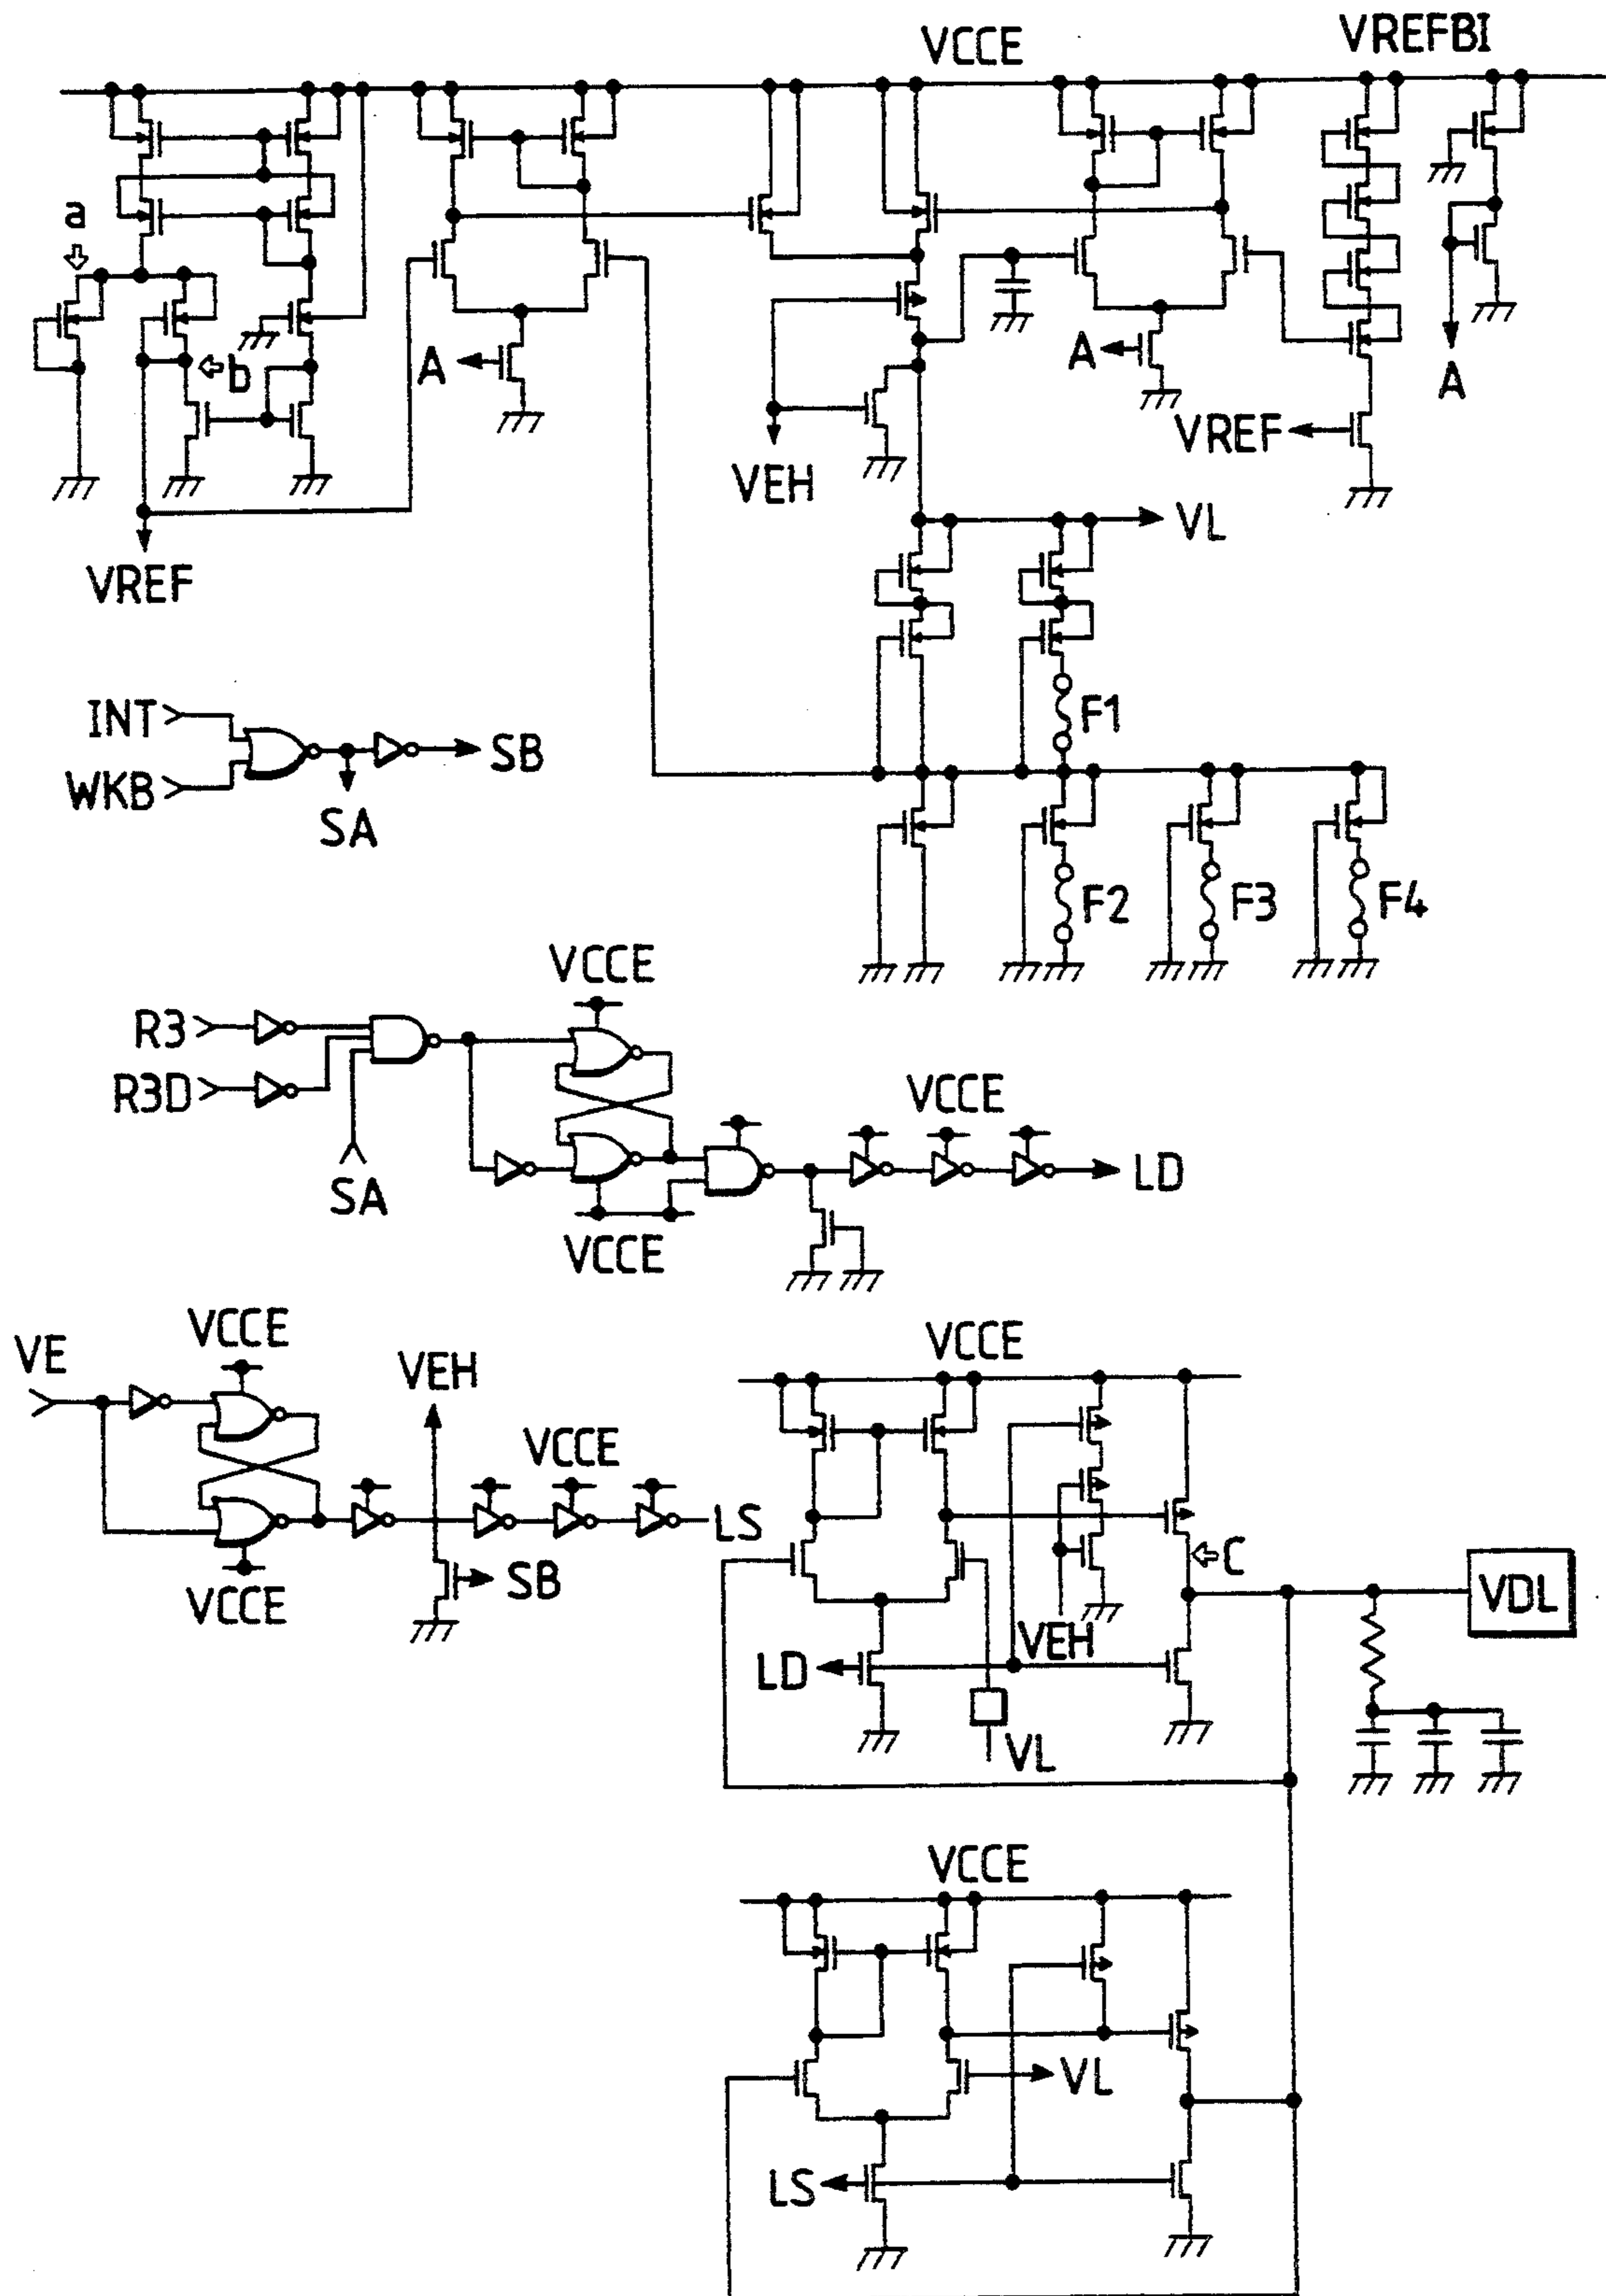 VCCE
VREFBI
a
b
A
A
A
VREF
VEH
VL
VREF
INT
WKB
SB
SA
F1
F2
F3
F4
VCCE
R3
R3D
SA
VCCE
LD
VCCE
VE
VCCE
VEH
VCCE
LS
SB
VCCE
VCCE
C
VDL
VEH
LD
VL
VCCE
VL
LS